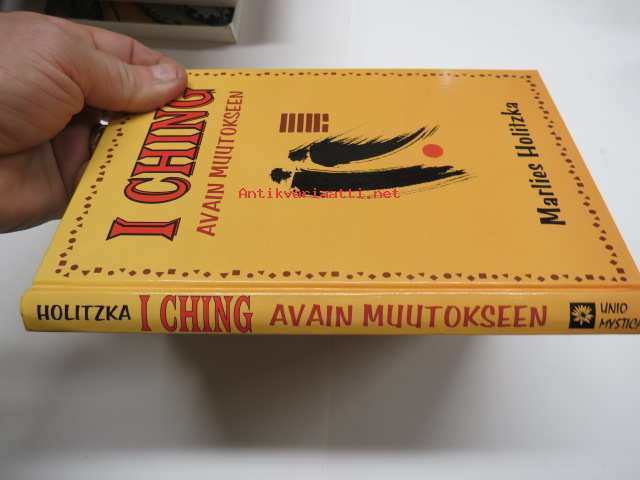 I CHING
AVAIN MUUTOKSEEN
Marlies Holitzka
Antikvariaatti.net
HOLITZKA I CHING AVAIN MUUTOKSEEN
UNIO
MYSTICA